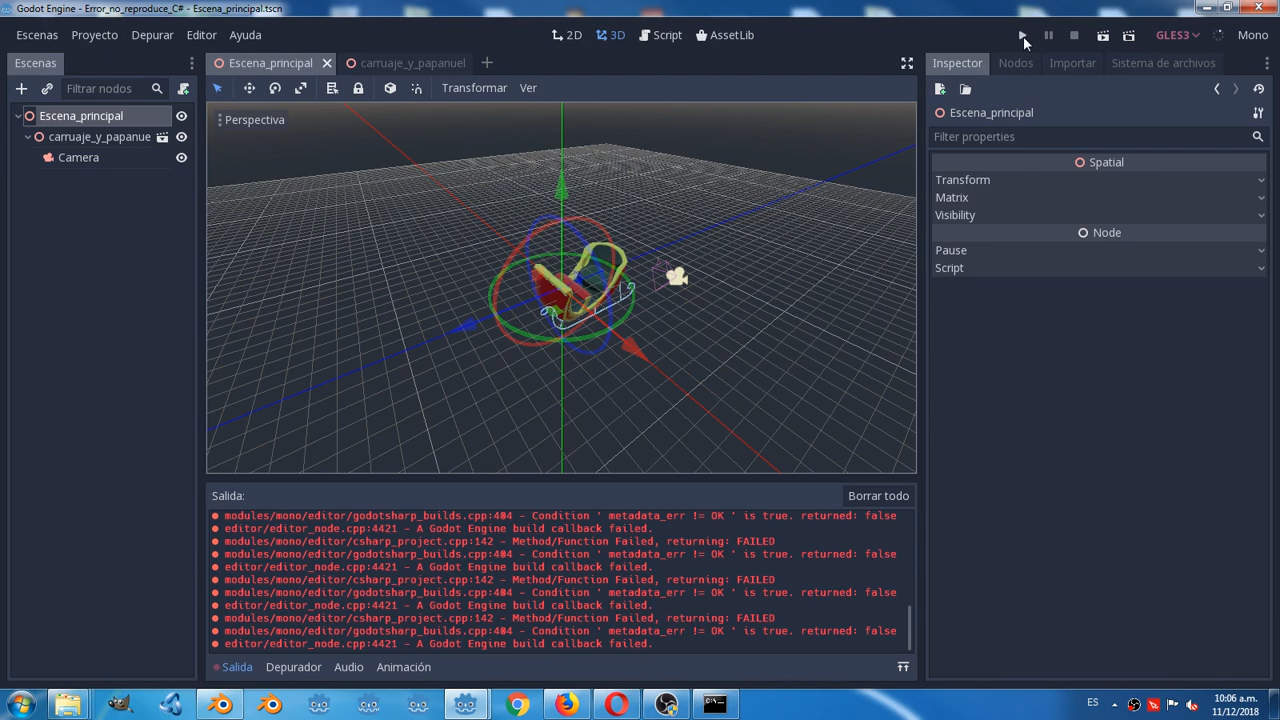 Godot Engine - Error_no_reproduce_C# - Escena_principal.tscn
Escenas Proyecto Depurar Editor Ayuda
2D 3D Script AssetLib
GLES3 Mono
Escenas
Filtrar nodos
Escena_principal
carruaje_y_papanue
Camera
Escena_principal carruaje_y_papanuel
Transformar Ver
Perspectiva
Salida: Borrar todo
modules/mono/editor/godotsharp_builds.cpp:404 - Condition ' metadata_err != OK ' is true. returned: false
editor/editor_node.cpp:4421 - A Godot Engine build callback failed.
modules/mono/editor/csharp_project.cpp:142 - Method/Function Failed, returning: FAILED
modules/mono/editor/godotsharp_builds.cpp:404 - Condition ' metadata_err != OK ' is true. returned: false
editor/editor_node.cpp:4421 - A Godot Engine build callback failed.
modules/mono/editor/csharp_project.cpp:142 - Method/Function Failed, returning: FAILED
modules/mono/editor/godotsharp_builds.cpp:404 - Condition ' metadata_err != OK ' is true. returned: false
editor/editor_node.cpp:4421 - A Godot Engine build callback failed.
modules/mono/editor/csharp_project.cpp:142 - Method/Function Failed, returning: FAILED
modules/mono/editor/godotsharp_builds.cpp:404 - Condition ' metadata_err != OK ' is true. returned: false
editor/editor_node.cpp:4421 - A Godot Engine build callback failed.
Salida Depurador Audio Animación
Inspector Nodos Importar Sistema de archivos
Escena_principal
Filter properties
Spatial
Transform
Matrix
Visibility
Node
Pause
Script
ES
10:06 a.m.
11/12/2018